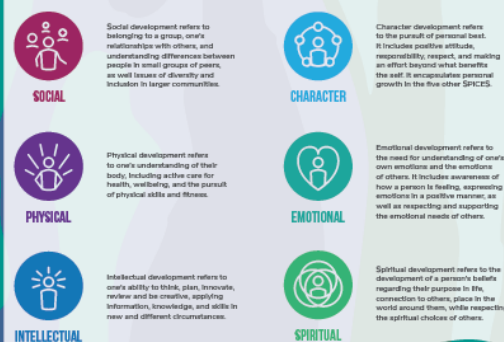 Social development refers to
belonging to a group, one's
relationships with others, and
understanding differences between
people in small groups of peers,
as well issues of diversity and
inclusion in larger communities.
SOCIAL
Character development refers
to the pursuit of personal best.
It includes positive attitude,
responsibility, respect, and making
an effort beyond what benefits
the self. It encapsulates personal
growth in the five other SPICES.
CHARACTER
Physical development refers
to one's understanding of their
body, including active care for
health, wellbeing, and the pursuit
of physical skills and fitness.
PHYSICAL
Emotional development refers to
the need for understanding of one's
own emotions and the emotions
of others. It includes awareness of
how a person is feeling, expressing
emotions in a positive manner, as
well as respecting and supporting
the emotional needs of others.
EMOTIONAL
Intellectual development refers to
one's ability to think, plan, innovate,
review and be creative, applying
information, knowledge, and skills in
new and different circumstances.
INTELLECTUAL
Spiritual development refers to the
development of a person's beliefs
regarding their purpose in life,
connection to others, place in the
world around them, while respecting
the spiritual choices of others.
SPIRITUAL